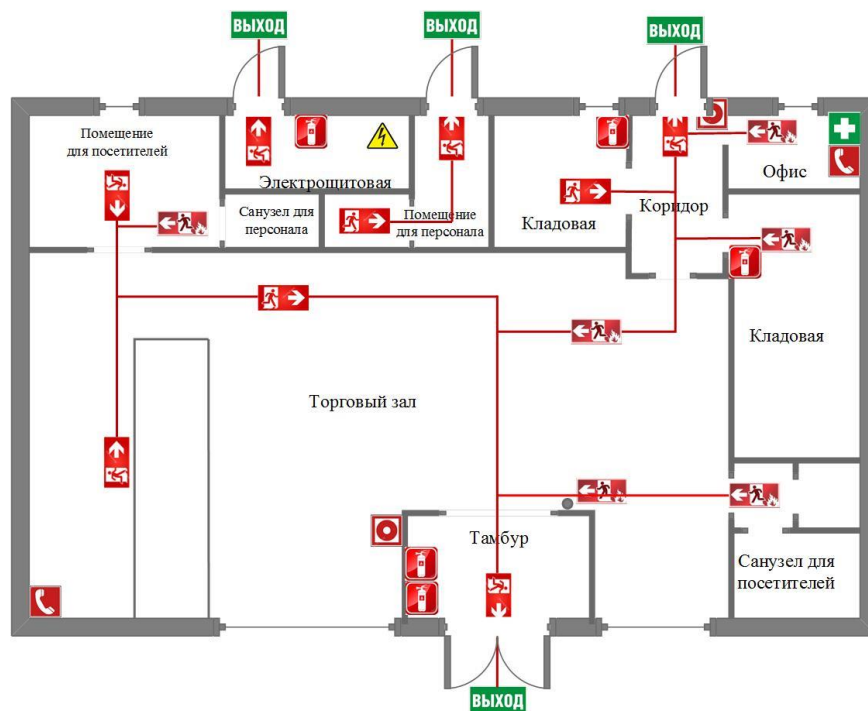 ВЫХОД
ВЫХОД
ВЫХОД
Помещение
для посетителей
Электрощитовая
Санузел для
персонала
Помещение
для персонала
Кладовая
Коридор
Офис
Кладовая
Торговый зал
Тамбур
Санузел для
посетителей
ВЫХОД